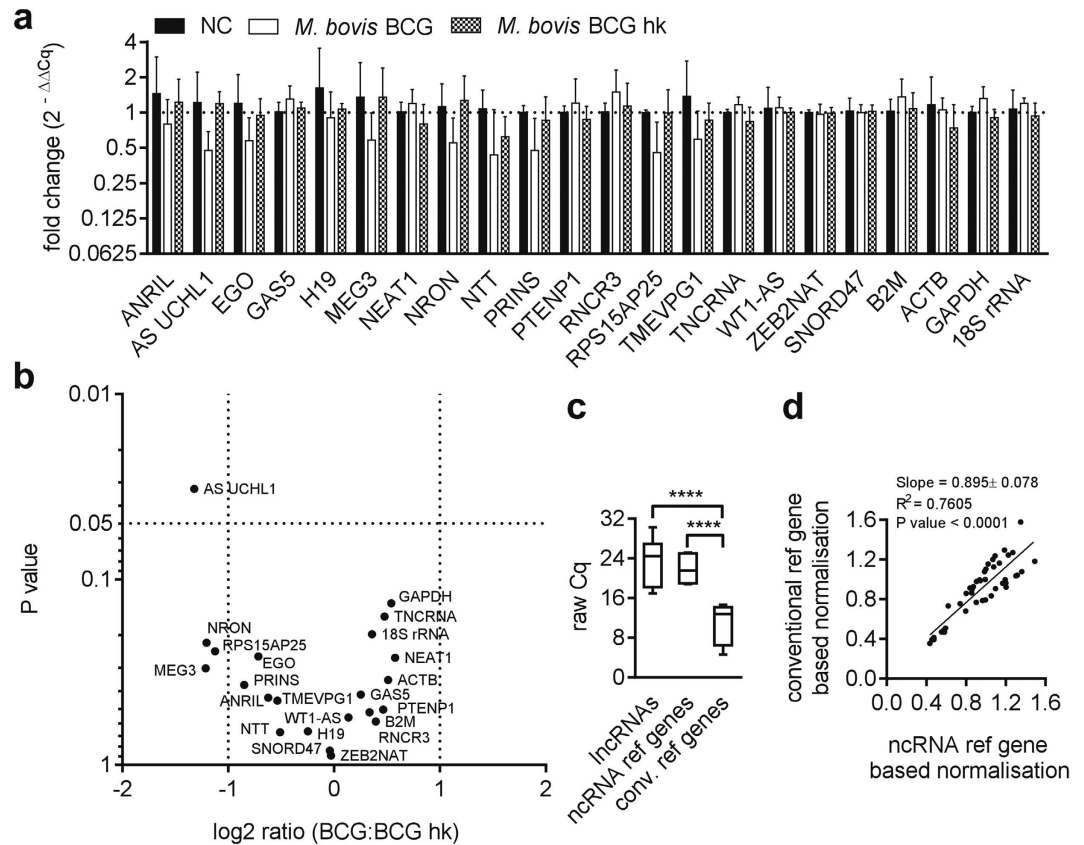 a
NC
M. bovis BCG
M. bovis BCG hk
fold change (2^-ΔΔCq)
4
2
1
0.5
0.25
0.125
0.0625
ANRIL
AS UCHL1
EGO
GAS5
H19
MEG3
NEAT1
NRON
NTT
PRINS
PTENP1
RNCR3
RPS15AP25
TMEVPG1
TNCRNA
WT1-AS
ZEB2NAT
SNORD47
B2M
ACTB
GAPDH
18S rRNA
b
P value
0.01
0.05
0.1
1
AS UCHL1
GAPDH
TNCRNA
18S rRNA
NRON
RPS15AP25
NEAT1
EGO
MEG3
ACTB
PRINS
GAS5
ANRIL
TMEVPG1
PTENP1
WT1-AS
B2M
NTT
H19
RNCR3
SNORD47
ZEB2NAT
-2
-1
0
1
2
log2 ratio (BCG:BCG hk)
c
raw Cq
32
24
16
8
0
****
****
lncRNAs
ncRNA ref genes
conv. ref genes
d
Slope = 0.895± 0.078
R2 = 0.7605
P value < 0.0001
conventional ref gene
based normalisation
1.6
1.2
0.8
0.4
0.0
0.0
0.4
0.8
1.2
1.6
ncRNA ref gene
based normalisation